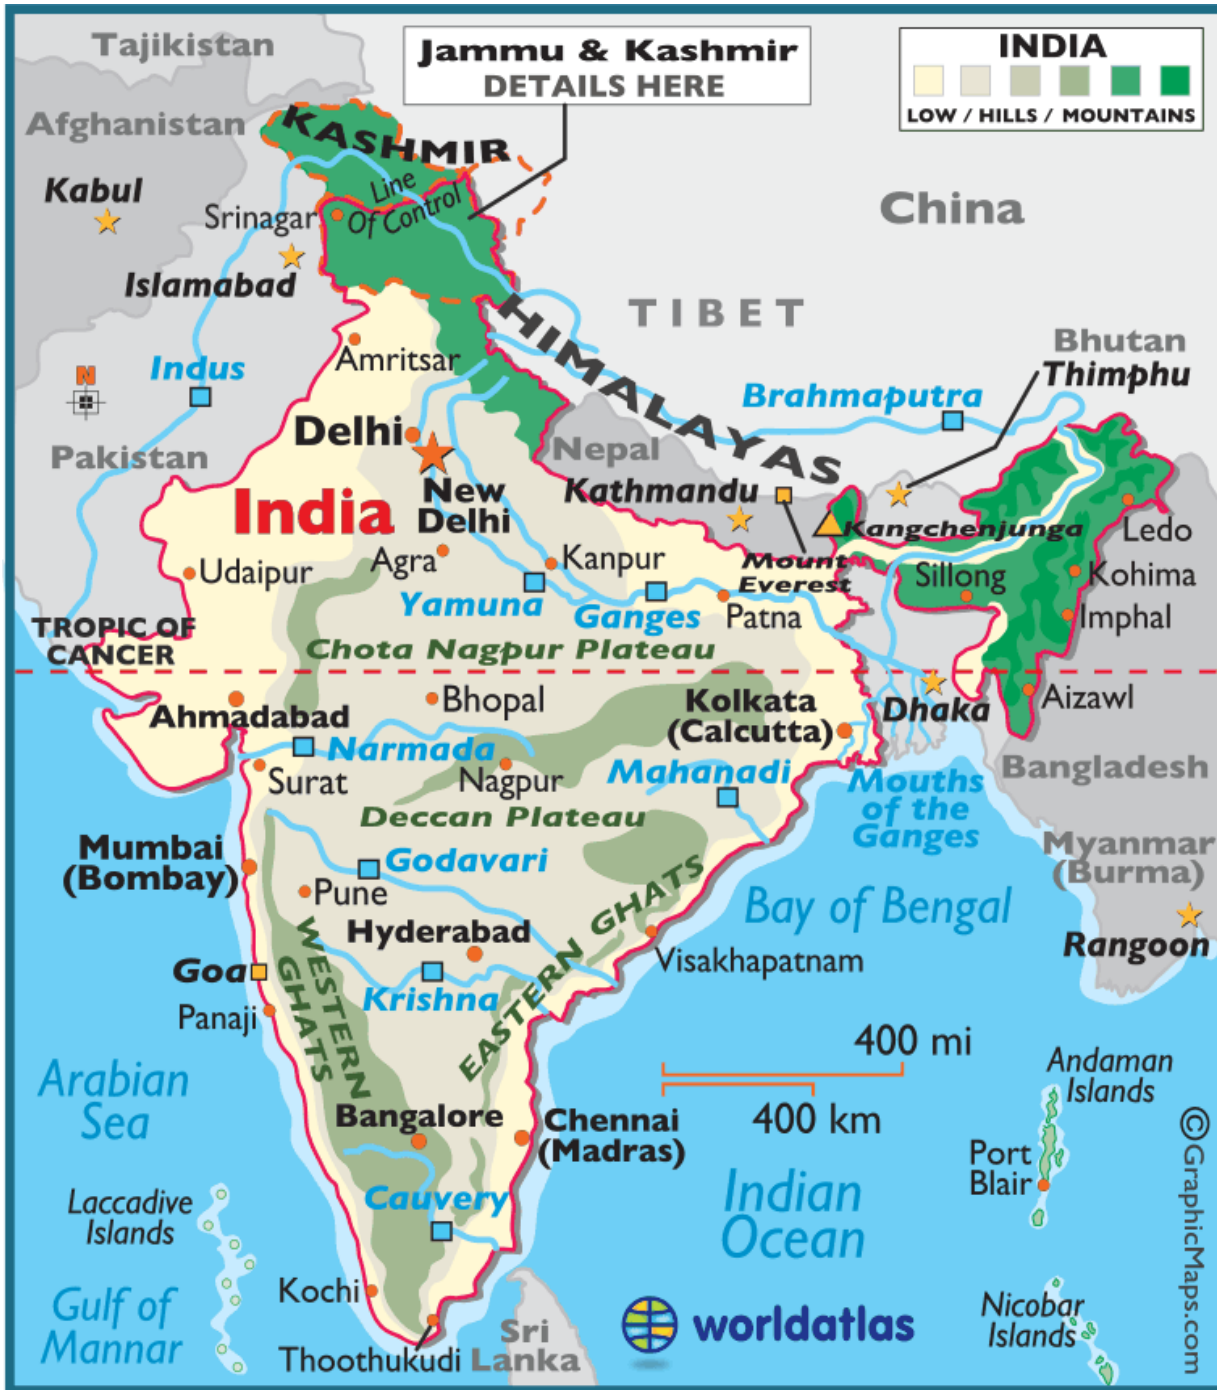 Tajikistan
Jammu & Kashmir
DETAILS HERE
INDIA
LOW / HILLS / MOUNTAINS
Afghanistan
KASHMIR
Kabul
Line
Of Control
Srinagar
China
Islamabad
TIBET
HIMALAYAS
Bhutan
Thimphu
Amritsar
Indus
N
Brahmaputra
Delhi
Pakistan
Nepal
Kathmandu
New
Delhi
India
Kangchenjunga
Ledo
Agra
Kanpur
Mount
Everest
Udaipur
Sillong
Kohima
Yamuna
Ganges
Patna
Imphal
TROPIC OF
CANCER
Chota Nagpur Plateau
Ahmadabad
Bhopal
Kolkata
(Calcutta)
Dhaka
Aizawl
Narmada
Surat
Nagpur
Mahanadi
Mouths
of the
Ganges
Bangladesh
Deccan Plateau
Mumbai
(Bombay)
Godavari
Myanmar
(Burma)
Pune
Bay of Bengal
Hyderabad
EASTERN GHATS
WESTERN
GHATS
Rangoon
Visakhapatnam
Goa
Krishna
Panaji
400 mi
400 km
Arabian
Sea
Andaman
Islands
Bangalore
Chennai
(Madras)
Port
Blair
©GraphicMaps.com
Laccadive
Islands
Cauvery
Indian
Ocean
Kochi
Gulf of
Mannar
Nicobar
Islands
worldatlas
Thoothukudi
Sri
Lanka